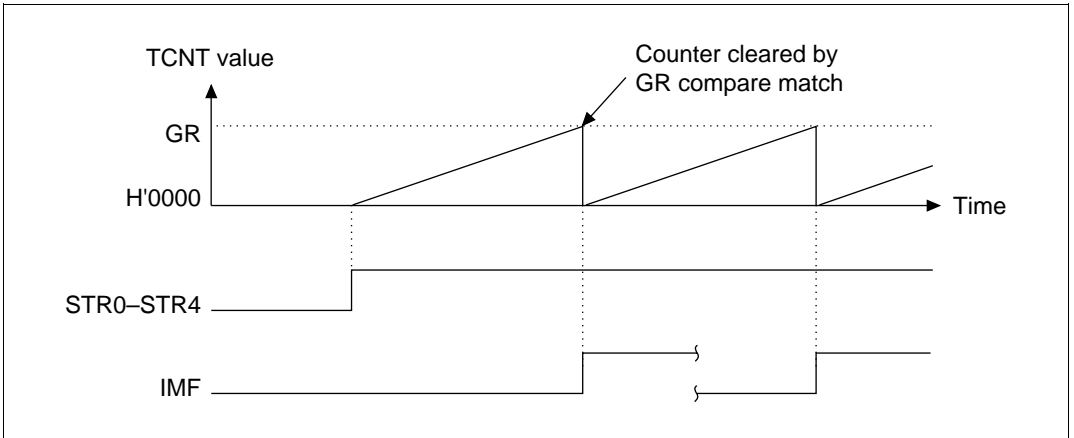 TCNT value
Counter cleared by
GR compare match
GR
H'0000
Time
STR0–STR4
IMF